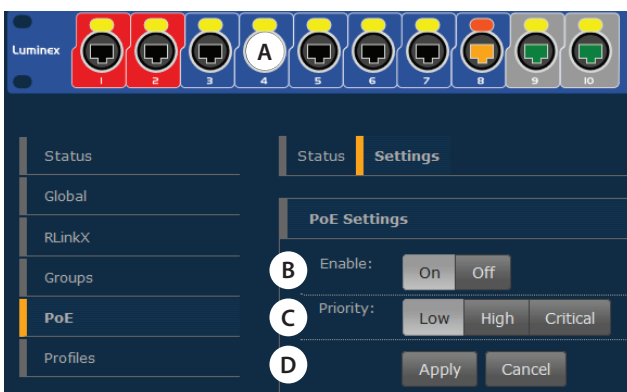 Luminex
A
1 2 3 4 5 6 7 8 9 10
Status
Global
RLinkX
Groups
PoE
Profiles
Status Settings
PoE Settings
B Enable: On Off
C Priority: Low High Critical
D Apply Cancel